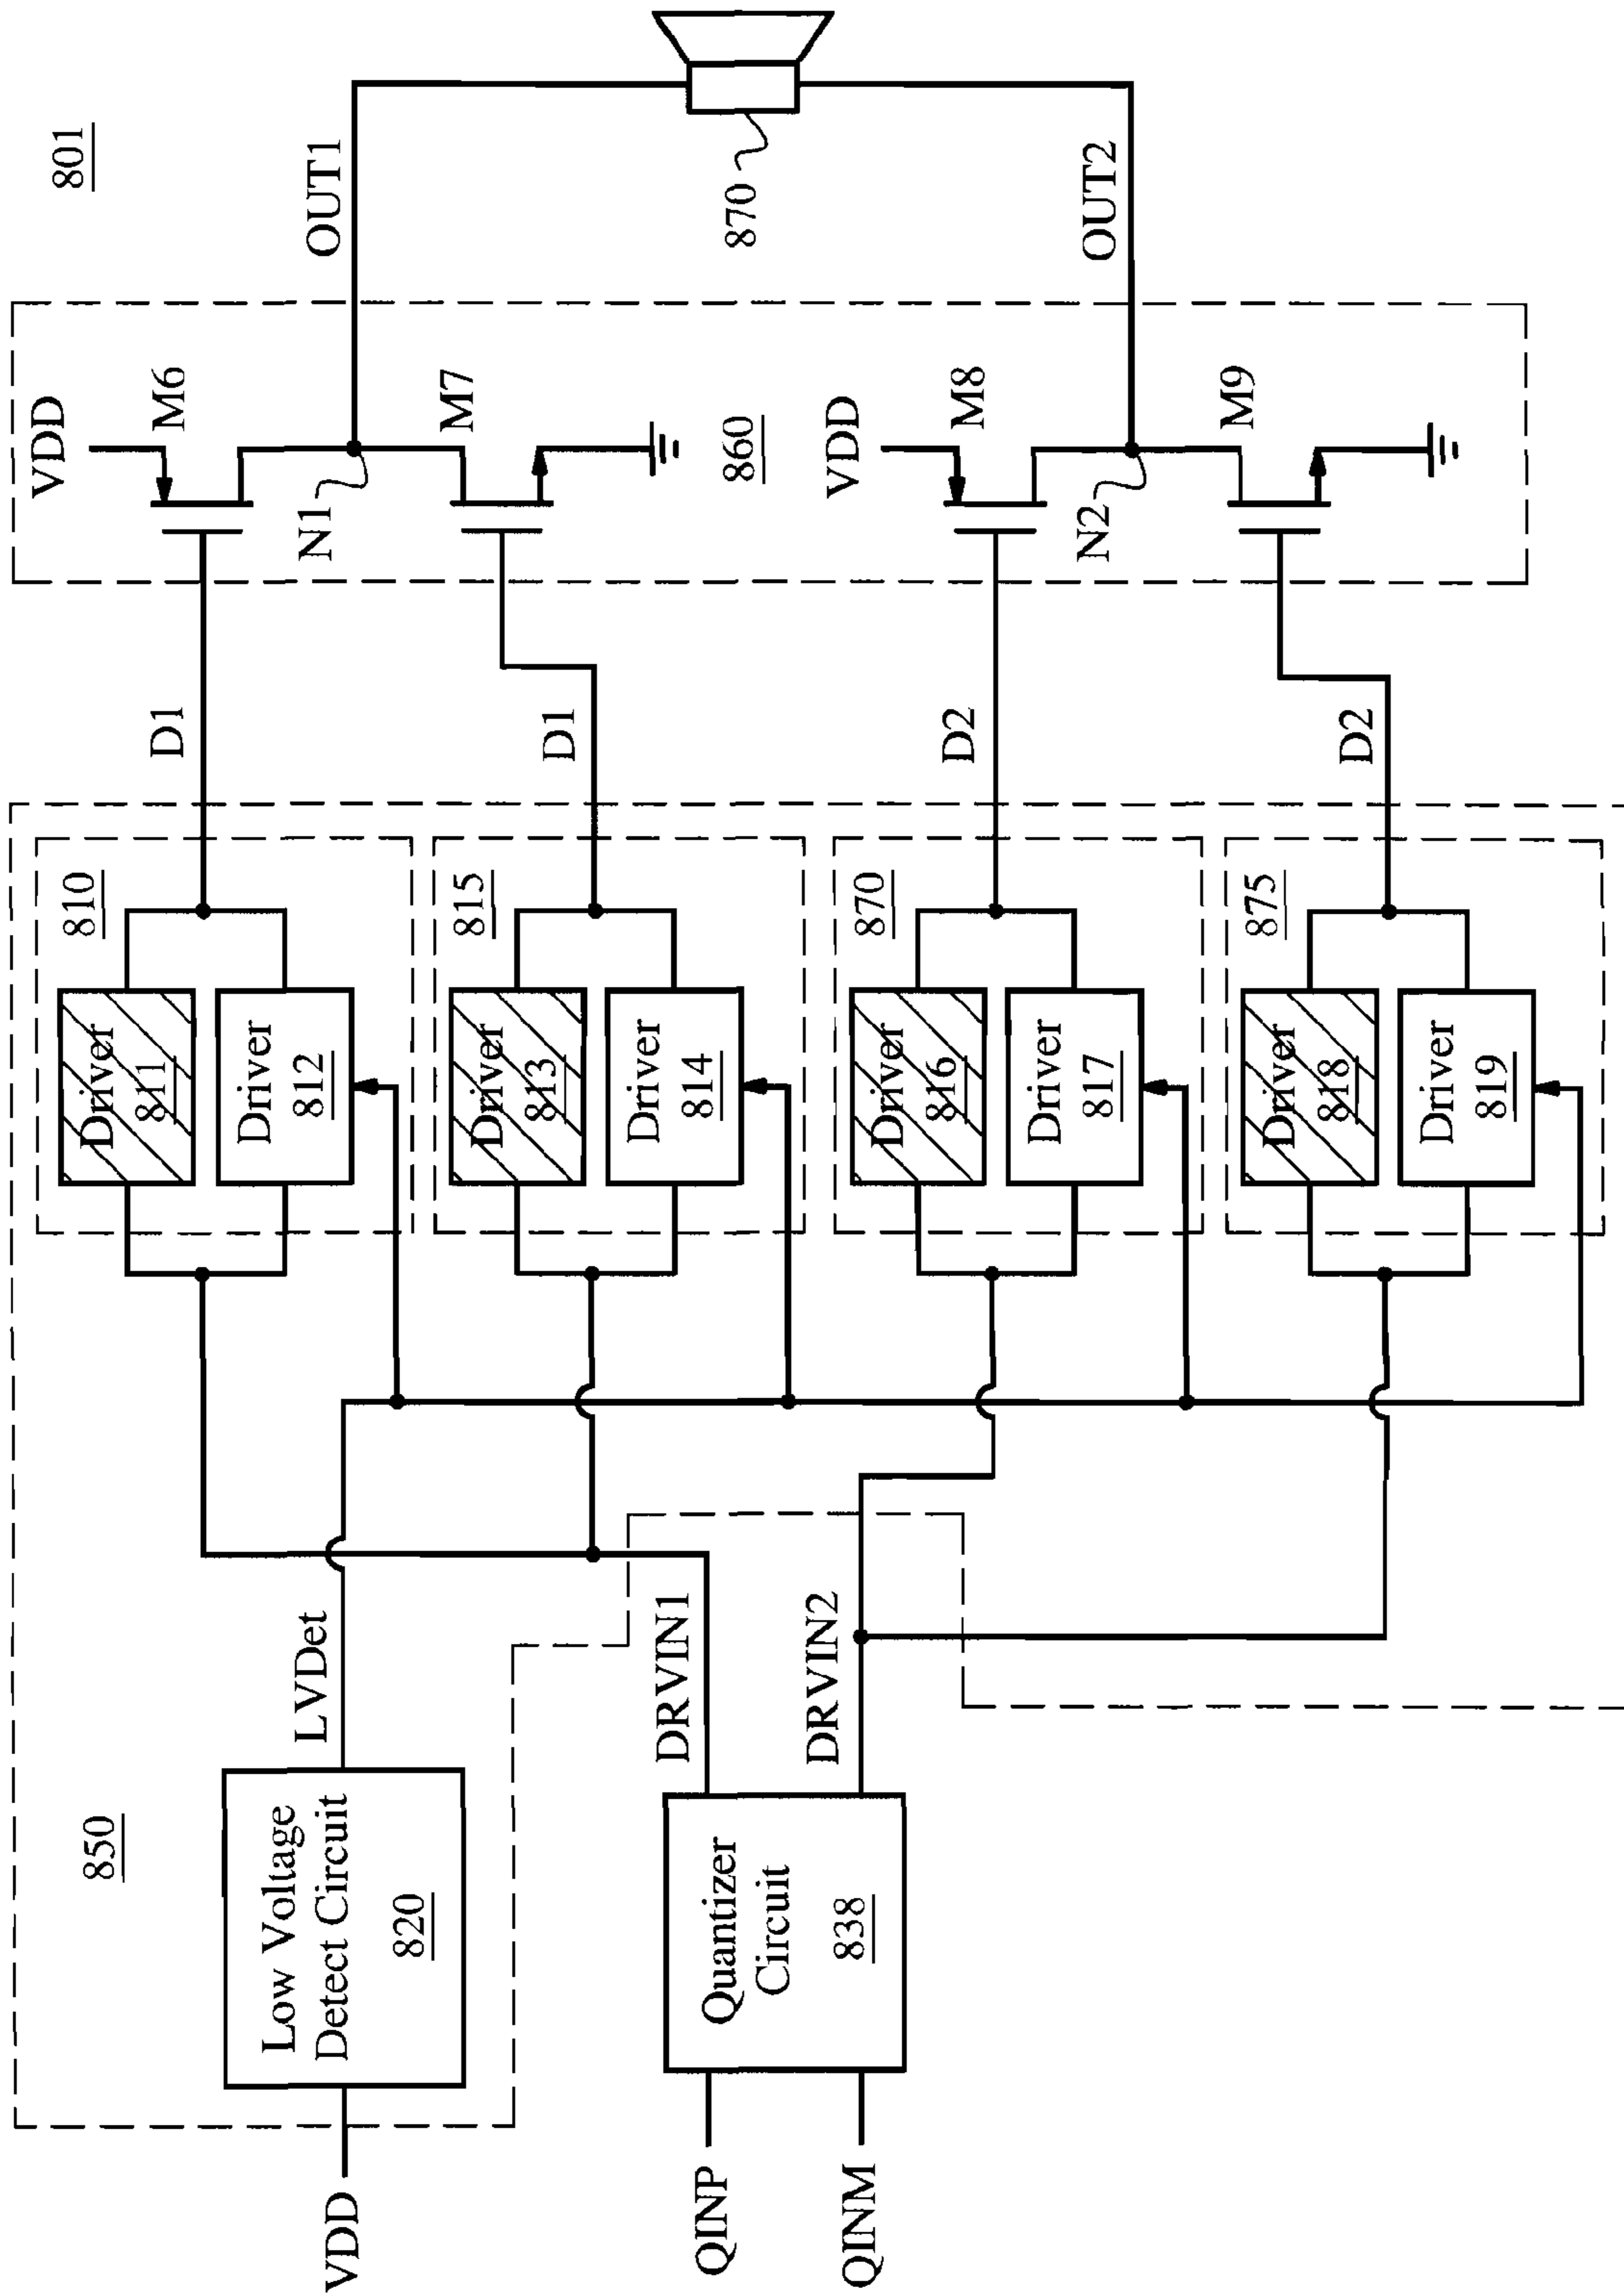 801
850
VDD
Low Voltage
Detect Circuit
820
LVDet
QINP
QINM
Quantizer
Circuit
838
DRVIN1
DRVIN2
810
Driver
811
Driver
812
815
Driver
813
Driver
814
870
Driver
816
Driver
817
875
Driver
818
Driver
819
D1
D1
D2
D2
VDD
M6
N1
M7
860
VDD
M8
N2
M9
OUT1
OUT2
870